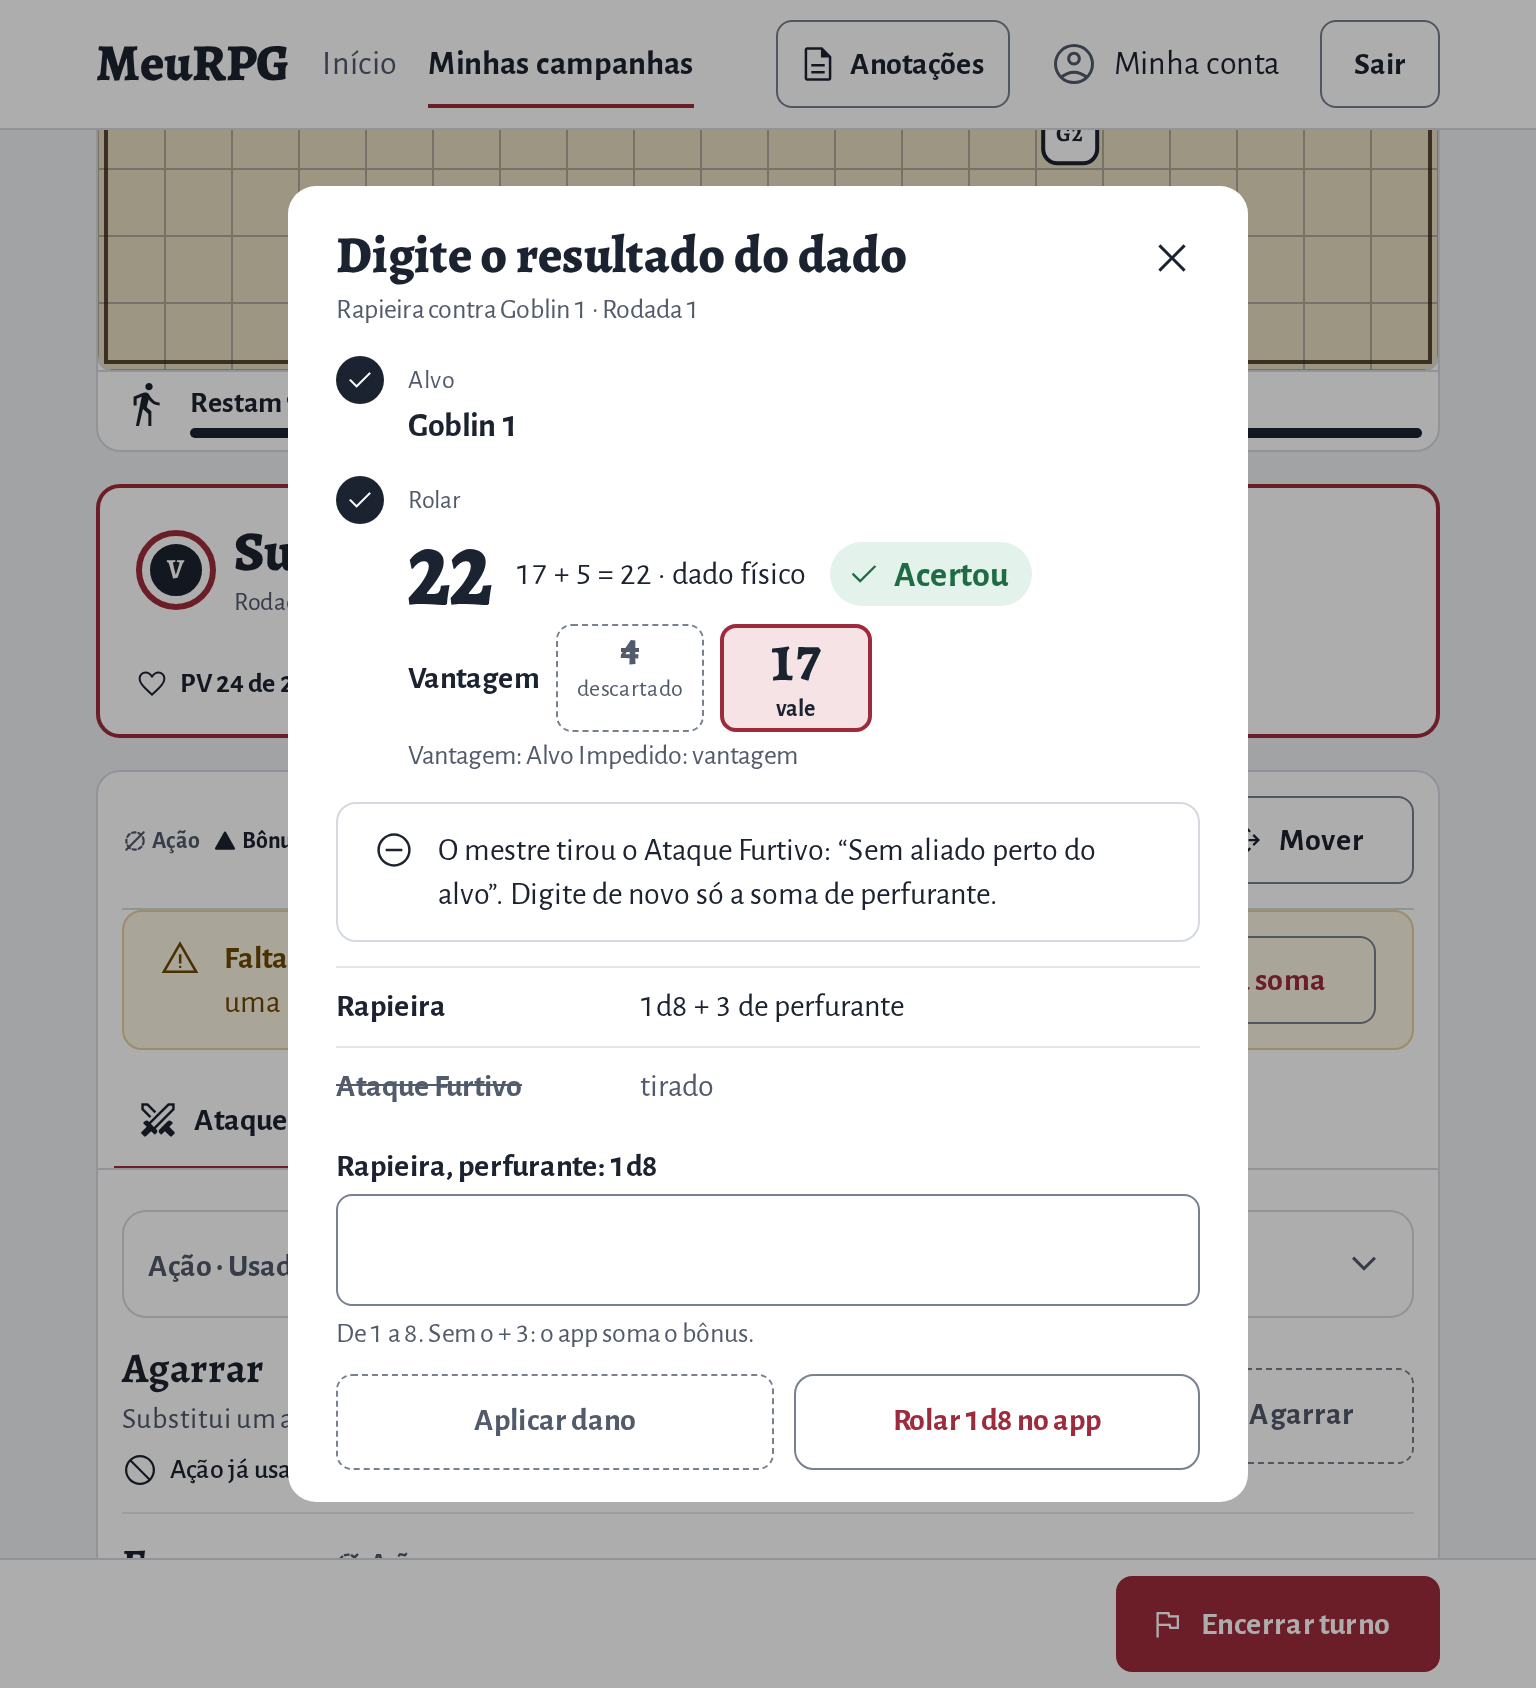 MeuRPG Início Minhas campanhas Anotações Minha conta Sair
G2
Digite o resultado do dado
Rapieira contra Goblin 1 · Rodada 1
Alvo
Goblin 1
Restam
Rolar
22 17 + 5 = 22 · dado físico Acertou
V
Vantagem 4 descartado 17 vale
PV 24 de 2
Vantagem: Alvo Impedido: vantagem
Ação Bônu Mover
O mestre tirou o Ataque Furtivo: “Sem aliado perto do
alvo”. Digite de novo só a soma de perfurante.
Falta
uma
soma
Rapieira 1d8 + 3 de perfurante
Ataque Furtivo tirado
Ataque
Rapieira, perfurante: 1d8
Ação · Usad
De 1 a 8. Sem o + 3: o app soma o bônus.
Agarrar
Substitui um a
Ação já usa
Agarrar
Aplicar dano Rolar 1d8 no app
Encerrar turno